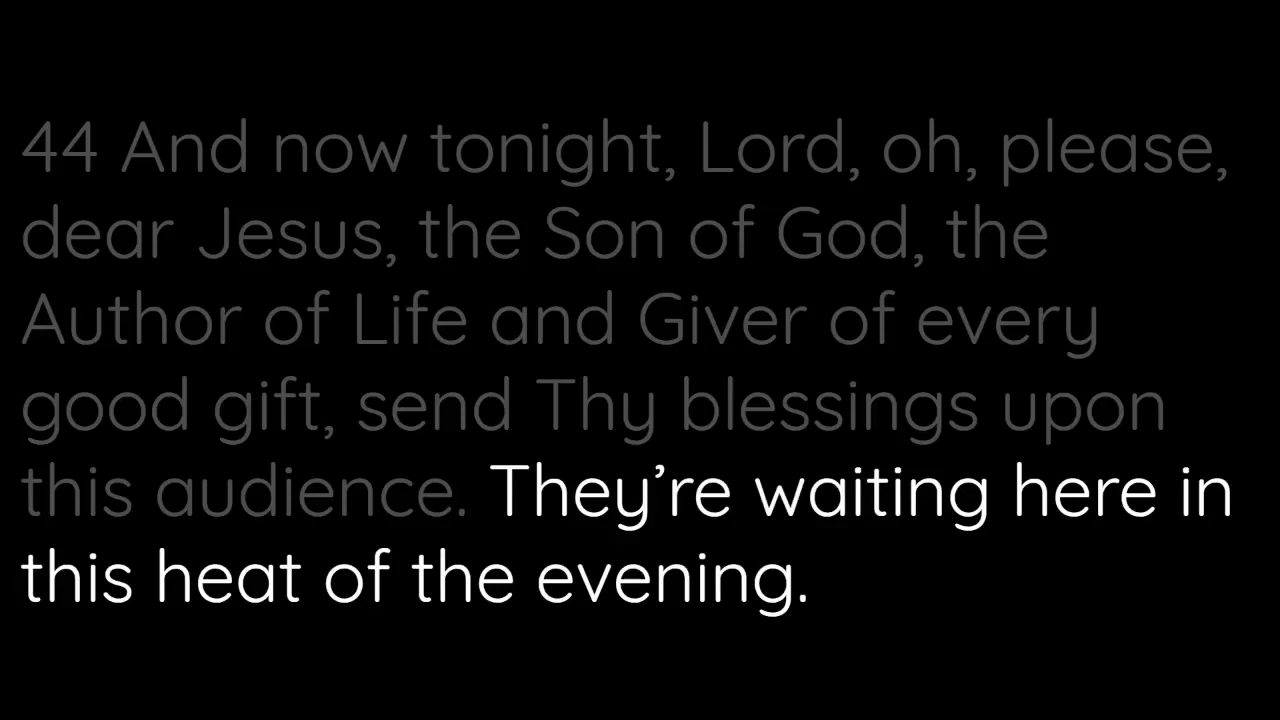 44 And now tonight, Lord, oh, please,
dear Jesus, the Son of God, the
Author of Life and Giver of every
good gift, send Thy blessings upon
this audience. They’re waiting here in
this heat of the evening.